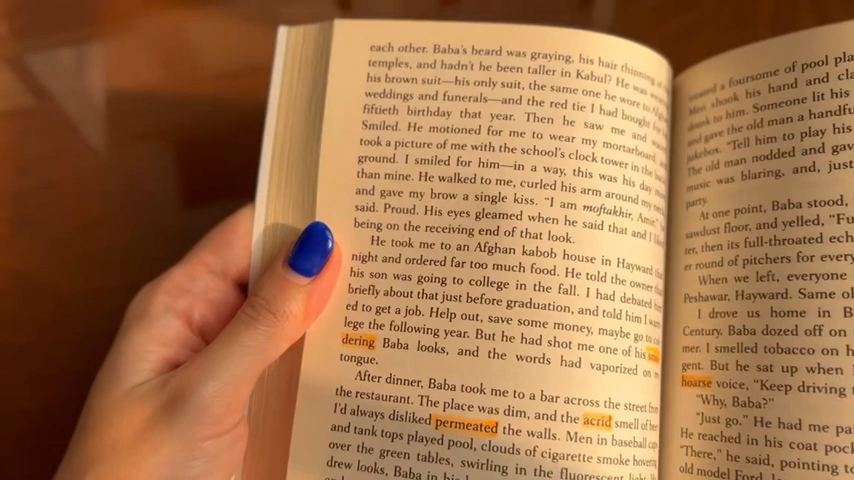 each other. Baba's beard was graying, his hair thinning at
temples, and hadn't he been taller in Kabul? He was
his brown suit—his only suit, the same one he wore to Afghan
weddings and funerals—and the red tie I had bought for his
fiftieth birthday that year. Then he saw me and
Smiled. He motioned for me to wear my mortarboard, and
took a picture of me with the school's clock tower in the
ground. I smiled for him—in a way, this was his day more
than mine. He walked to me, curled his arm around my
and gave my brow a single kiss. "I am moftakhir, Amir,"
said. Proud. His eyes gleamed when he said that and I
being on the receiving end of that look.
He took me to an Afghan kabob house in Hayward that
night and ordered far too much food. He told the owner
his son was going to college in the fall. I had debated him
briefly about that just before graduation, and told him I
ed to get a job. Help out, save some money, maybe go to col
lege the following year. But he had shot me one of his
dering Baba looks, and the words had vaporized on
tongue.
After dinner, Baba took me to a bar across the street from
the restaurant. The place was dim, and the acrid smell of beer
I'd always disliked permeated the walls. Men in baseball caps
and tank tops played pool, clouds of cigarette smoke hovering
over the green tables, swirling in the fluorescent light.
drew looks, Baba in his
a foursome of pool
Men shook his hand and
drank to him. Someone lit his
and gave the old man a handful
jukebox. "Tell him to play his
The old man nodded and gave
music was blaring, and, just
party.
At one point, Baba stood,
sawdust floor, and yelled,
ter, then its full-throated
er round of pitchers for every
When we left, everyone
Peshawar, Hayward. Same
I drove us home in
Century. Baba dozed off on
mer. I smelled tobacco on
gent. But he sat up when
hoarse voice, "Keep driving
"Why, Baba?"
"Just go." He had me
He reached in his coat
"There," he said, pointing
old model Ford,